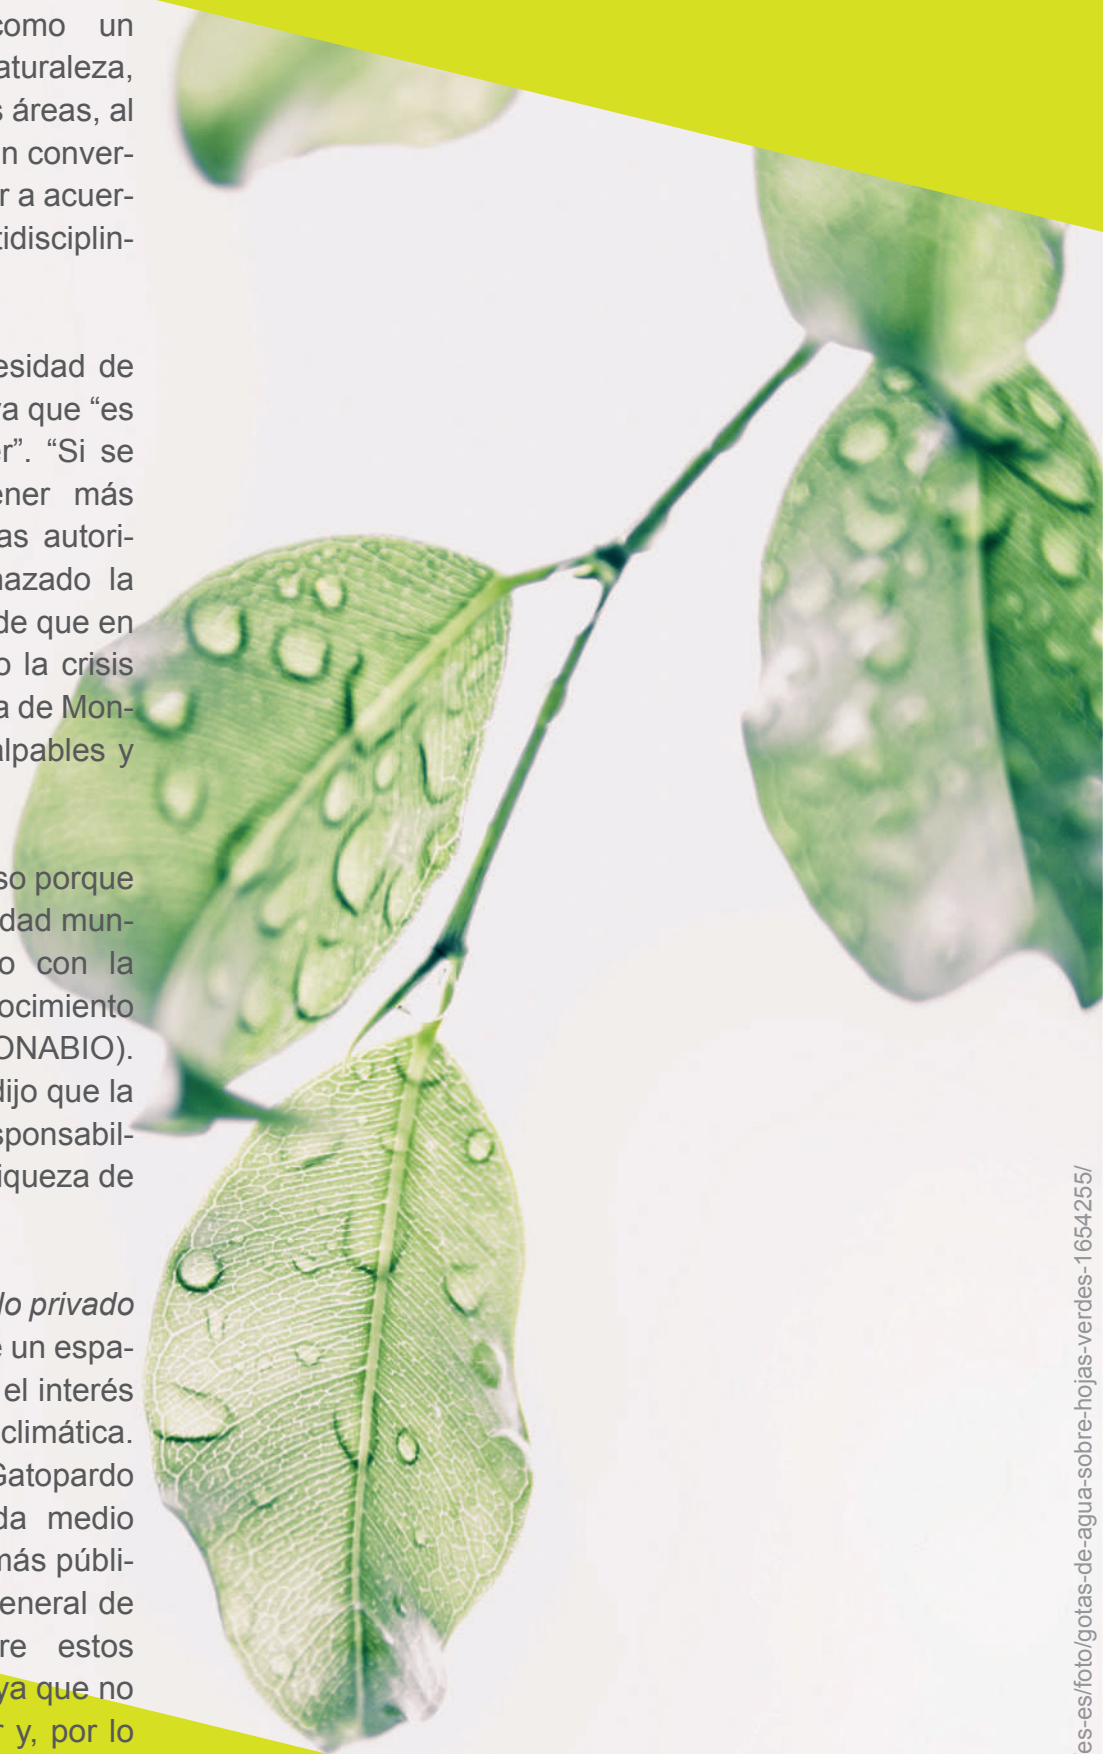 como un
aturaleza,
s áreas, al
n conver-
r a acuer-
tidisciplin-
esidad de
ya que “es
er”. “Si se
ener más
as autori-
nazado la
de que en
o la crisis
a de Mon-
alpables y
so porque
dad mun-
o con la
ocimiento
ONABIO).
dijo que la
sponsabil-
iqueza de
lo privado
e un espa-
el interés
climática.
Gatopardo
da medio
más públi-
eneral de
re estos
ya que no
r y, por lo
es-es/foto/gotas-de-agua-sobre-hojas-verdes-1654255/